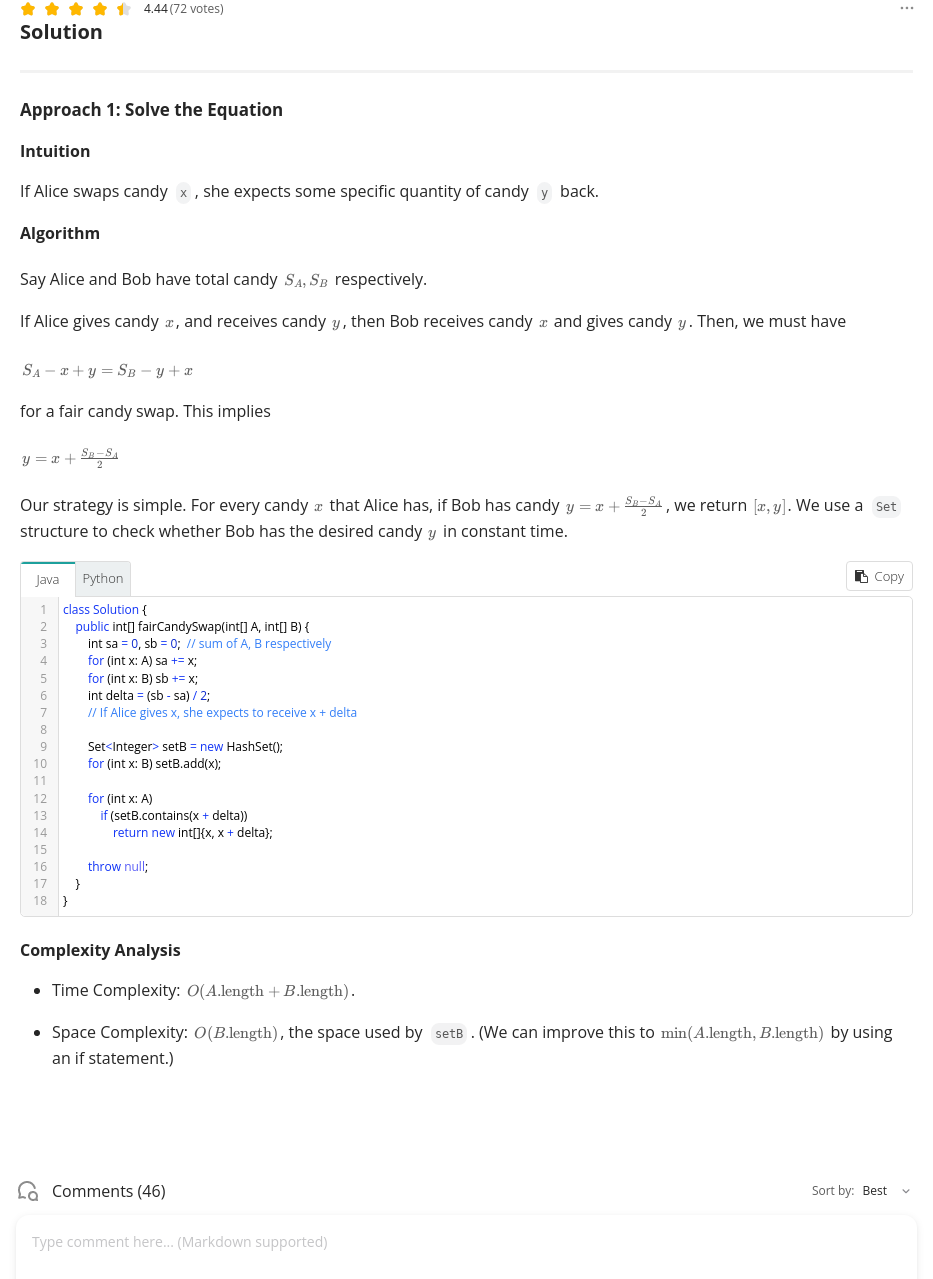 4.44 (72 votes)
Solution
Approach 1: Solve the Equation
Intuition
If Alice swaps candy x , she expects some specific quantity of candy y back.
Algorithm
Say Alice and Bob have total candy S_A, S_B respectively.
If Alice gives candy x, and receives candy y, then Bob receives candy x and gives candy y. Then, we must have
S_A − x + y = S_B − y + x
for a fair candy swap. This implies
y = x + \frac{S_B−S_A}{2}
Our strategy is simple. For every candy x that Alice has, if Bob has candy y = x + \frac{S_B−S_A}{2}, we return [x, y]. We use a Set
structure to check whether Bob has the desired candy y in constant time.
Java Python Copy
1 class Solution {
2 public int[] fairCandySwap(int[] A, int[] B) {
3 int sa = 0, sb = 0; // sum of A, B respectively
4 for (int x: A) sa += x;
5 for (int x: B) sb += x;
6 int delta = (sb - sa) / 2;
7 // If Alice gives x, she expects to receive x + delta
8
9 Set<Integer> setB = new HashSet();
10 for (int x: B) setB.add(x);
11
12 for (int x: A)
13 if (setB.contains(x + delta))
14 return new int[]{x, x + delta};
15
16 throw null;
17 }
18 }
Complexity Analysis
• Time Complexity: O(A.length + B.length).
• Space Complexity: O(B.length), the space used by setB . (We can improve this to min(A.length, B.length) by using
an if statement.)
Comments (46) Sort by: Best
Type comment here... (Markdown supported)